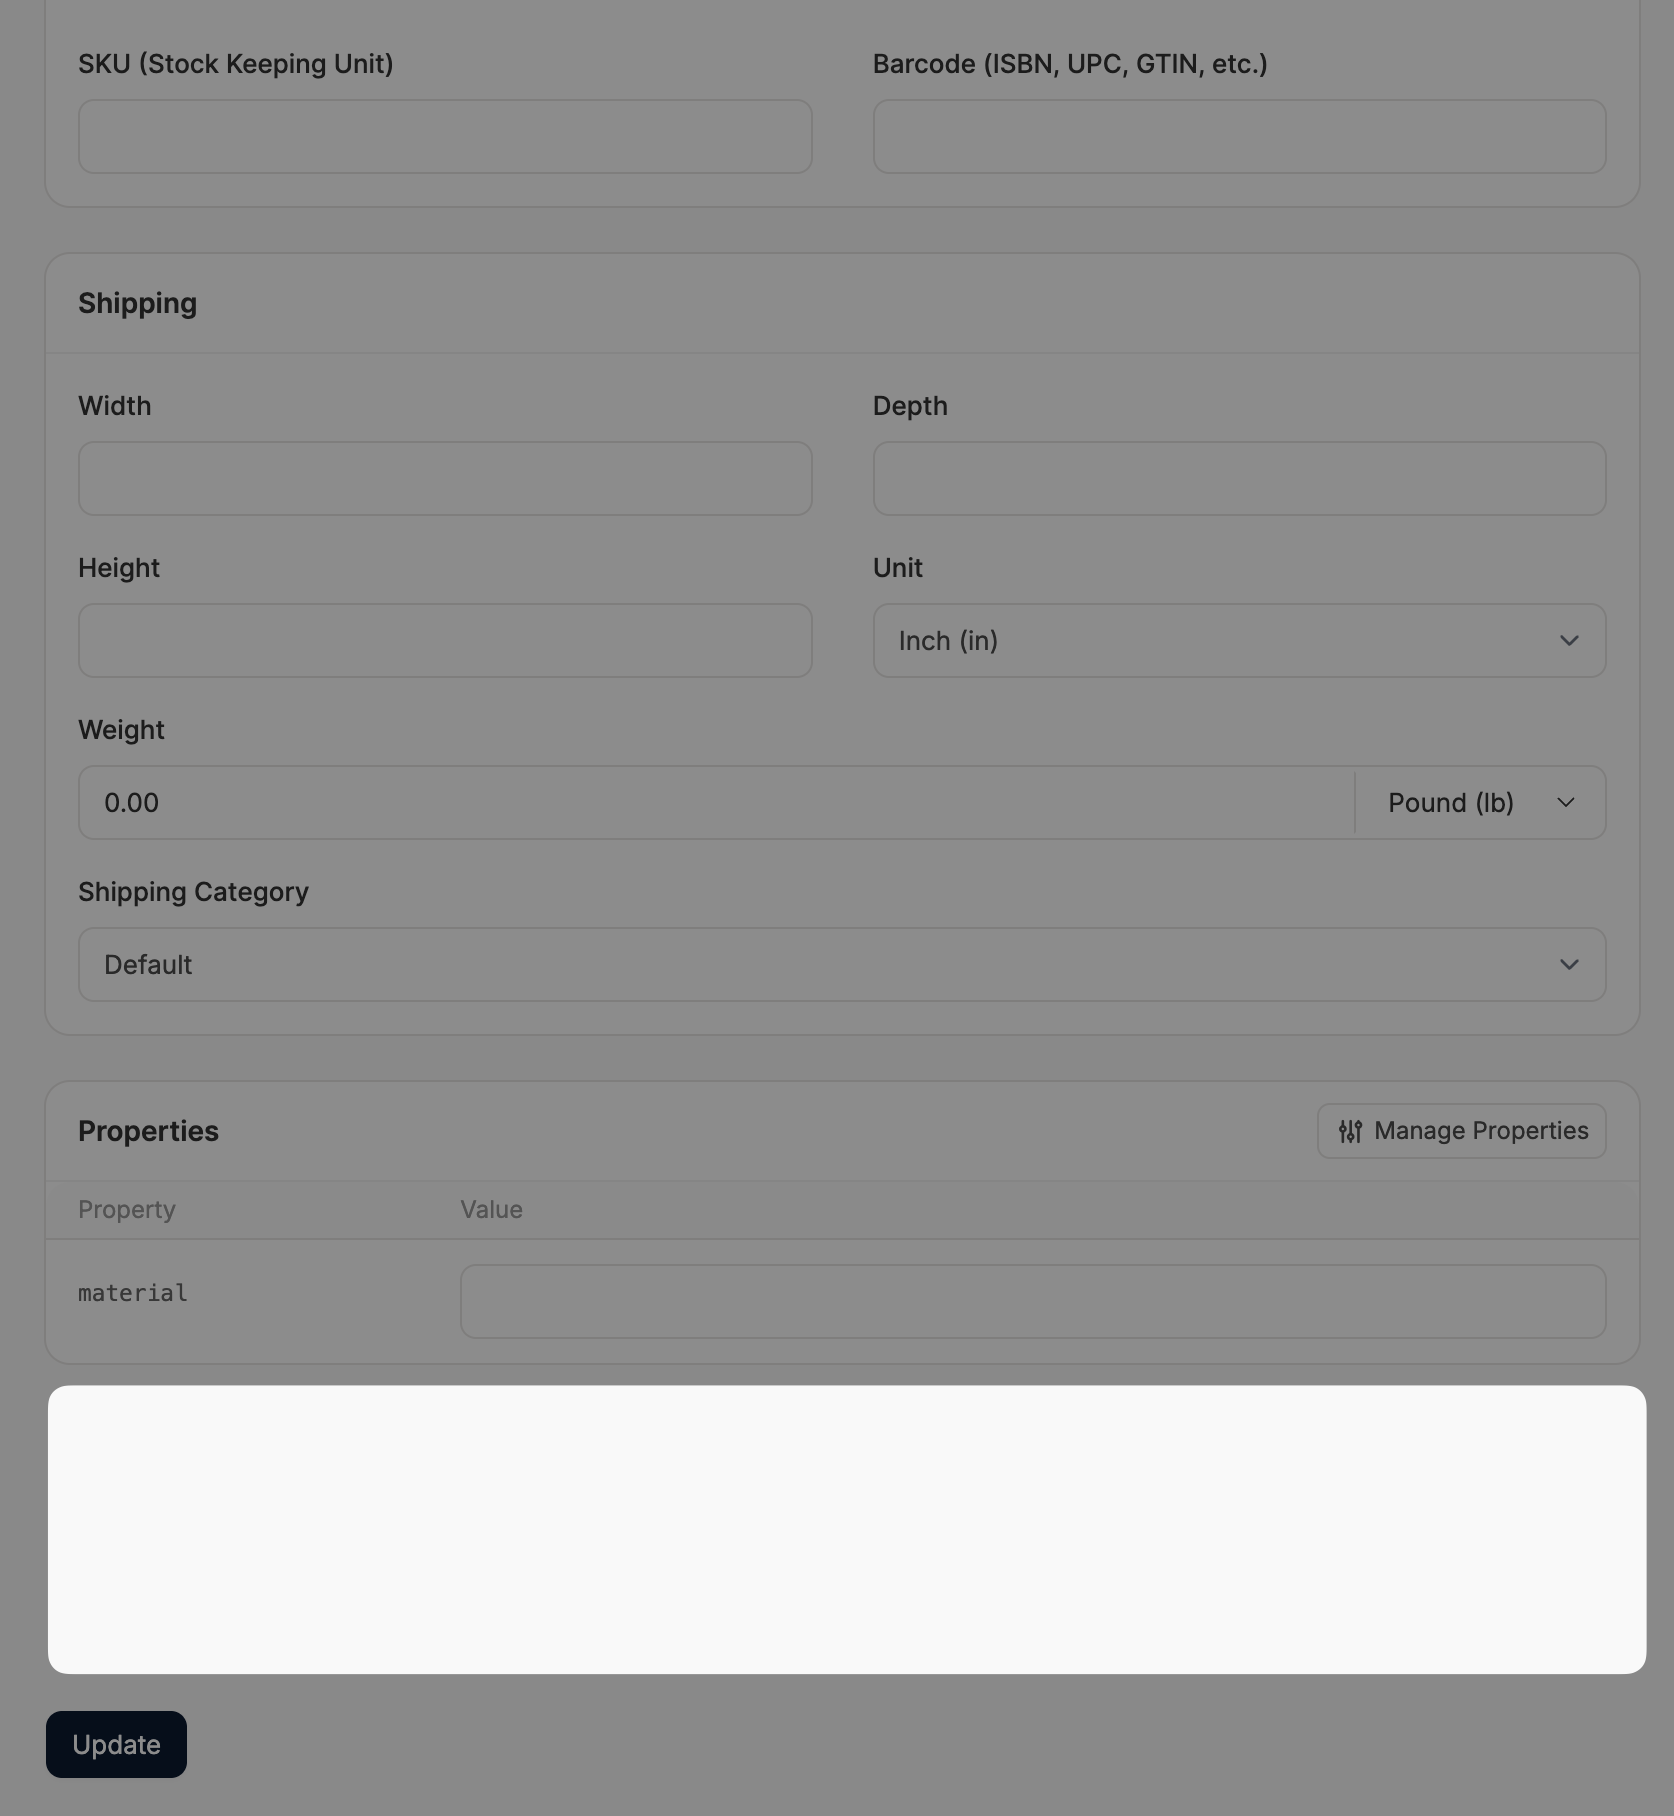 SKU (Stock Keeping Unit) Barcode (ISBN, UPC, GTIN, etc.)
Shipping
Width Depth
Height Unit
Inch (in)
Weight
0.00 Pound (lb)
Shipping Category
Default
Properties Manage Properties
Property Value
material
Update